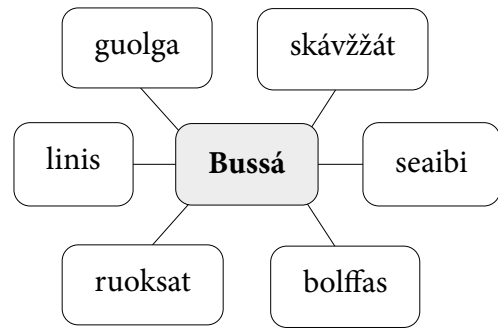 guolga
skávžžát
linis
Bussá
seaibi
ruoksat
bolffas